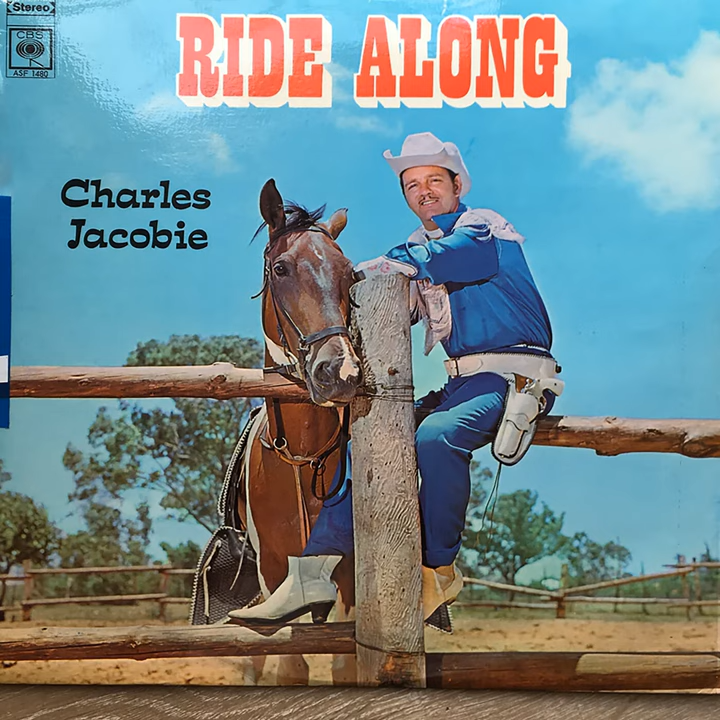 Stereo
CBS
ASF 1480
RIDE ALONG
Charles
Jacobie